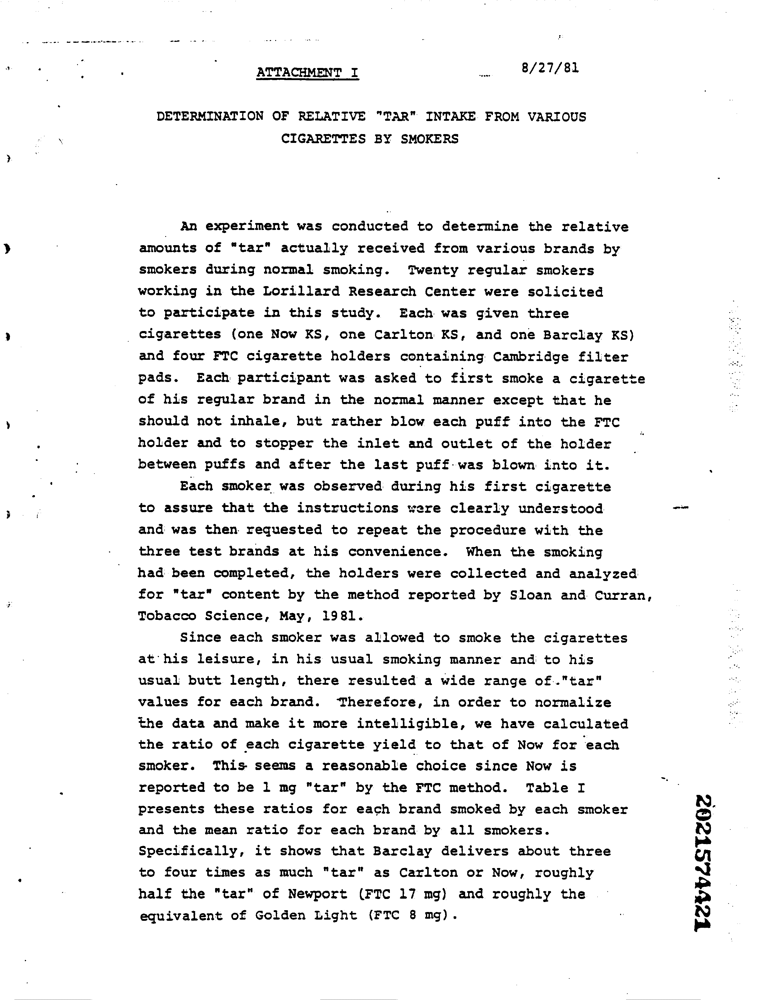 ATTACHMENT I
8/27/81
DETERMINATION OF RELATIVE "TAR" INTAKE FROM VARIOUS
CIGARETTES BY SMOKERS
An experiment was conducted to determine the relative
amounts of "tar" actually received from various brands by
smokers during normal smoking. Twenty regular smokers
working in the Lorillard Research Center were solicited
to participate in this study. Each was given three
cigarettes (one Now KS, one Carlton KS, and one Barclay KS)
and four FTC cigarette holders containing Cambridge filter
pads. Each participant was asked to first smoke a cigarette
of his regular brand in the normal manner except that he
should not inhale, but rather blow each puff into the FTC
holder and to stopper the inlet and outlet of the holder
between puffs and after the last puff was blown into it.
Each smoker was observed during his first cigarette
to assure that the instructions were clearly understood
and was then requested to repeat the procedure with the
three test brands at his convenience. When the smoking
had been completed, the holders were collected and analyzed
for "tar" content by the method reported by Sloan and Curran,
Tobacco Science, May, 1981.
Since each smoker was allowed to smoke the cigarettes
at his leisure, in his usual smoking manner and to his
usual butt length, there resulted a wide range of "tar"
values for each brand. Therefore, in order to normalize
the data and make it more intelligible, we have calculated
the ratio of each cigarette yield to that of Now for each
smoker. This seems a reasonable choice since Now is
reported to be 1 mg "tar" by the FTC method. Table I
presents these ratios for each brand smoked by each smoker
and the mean ratio for each brand by all smokers.
Specifically, it shows that Barclay delivers about three
to four times as much "tar" as Carlton or Now, roughly
half the "tar" of Newport (FTC 17 mg) and roughly the
equivalent of Golden Light (FTC 8 mg).
2021574421